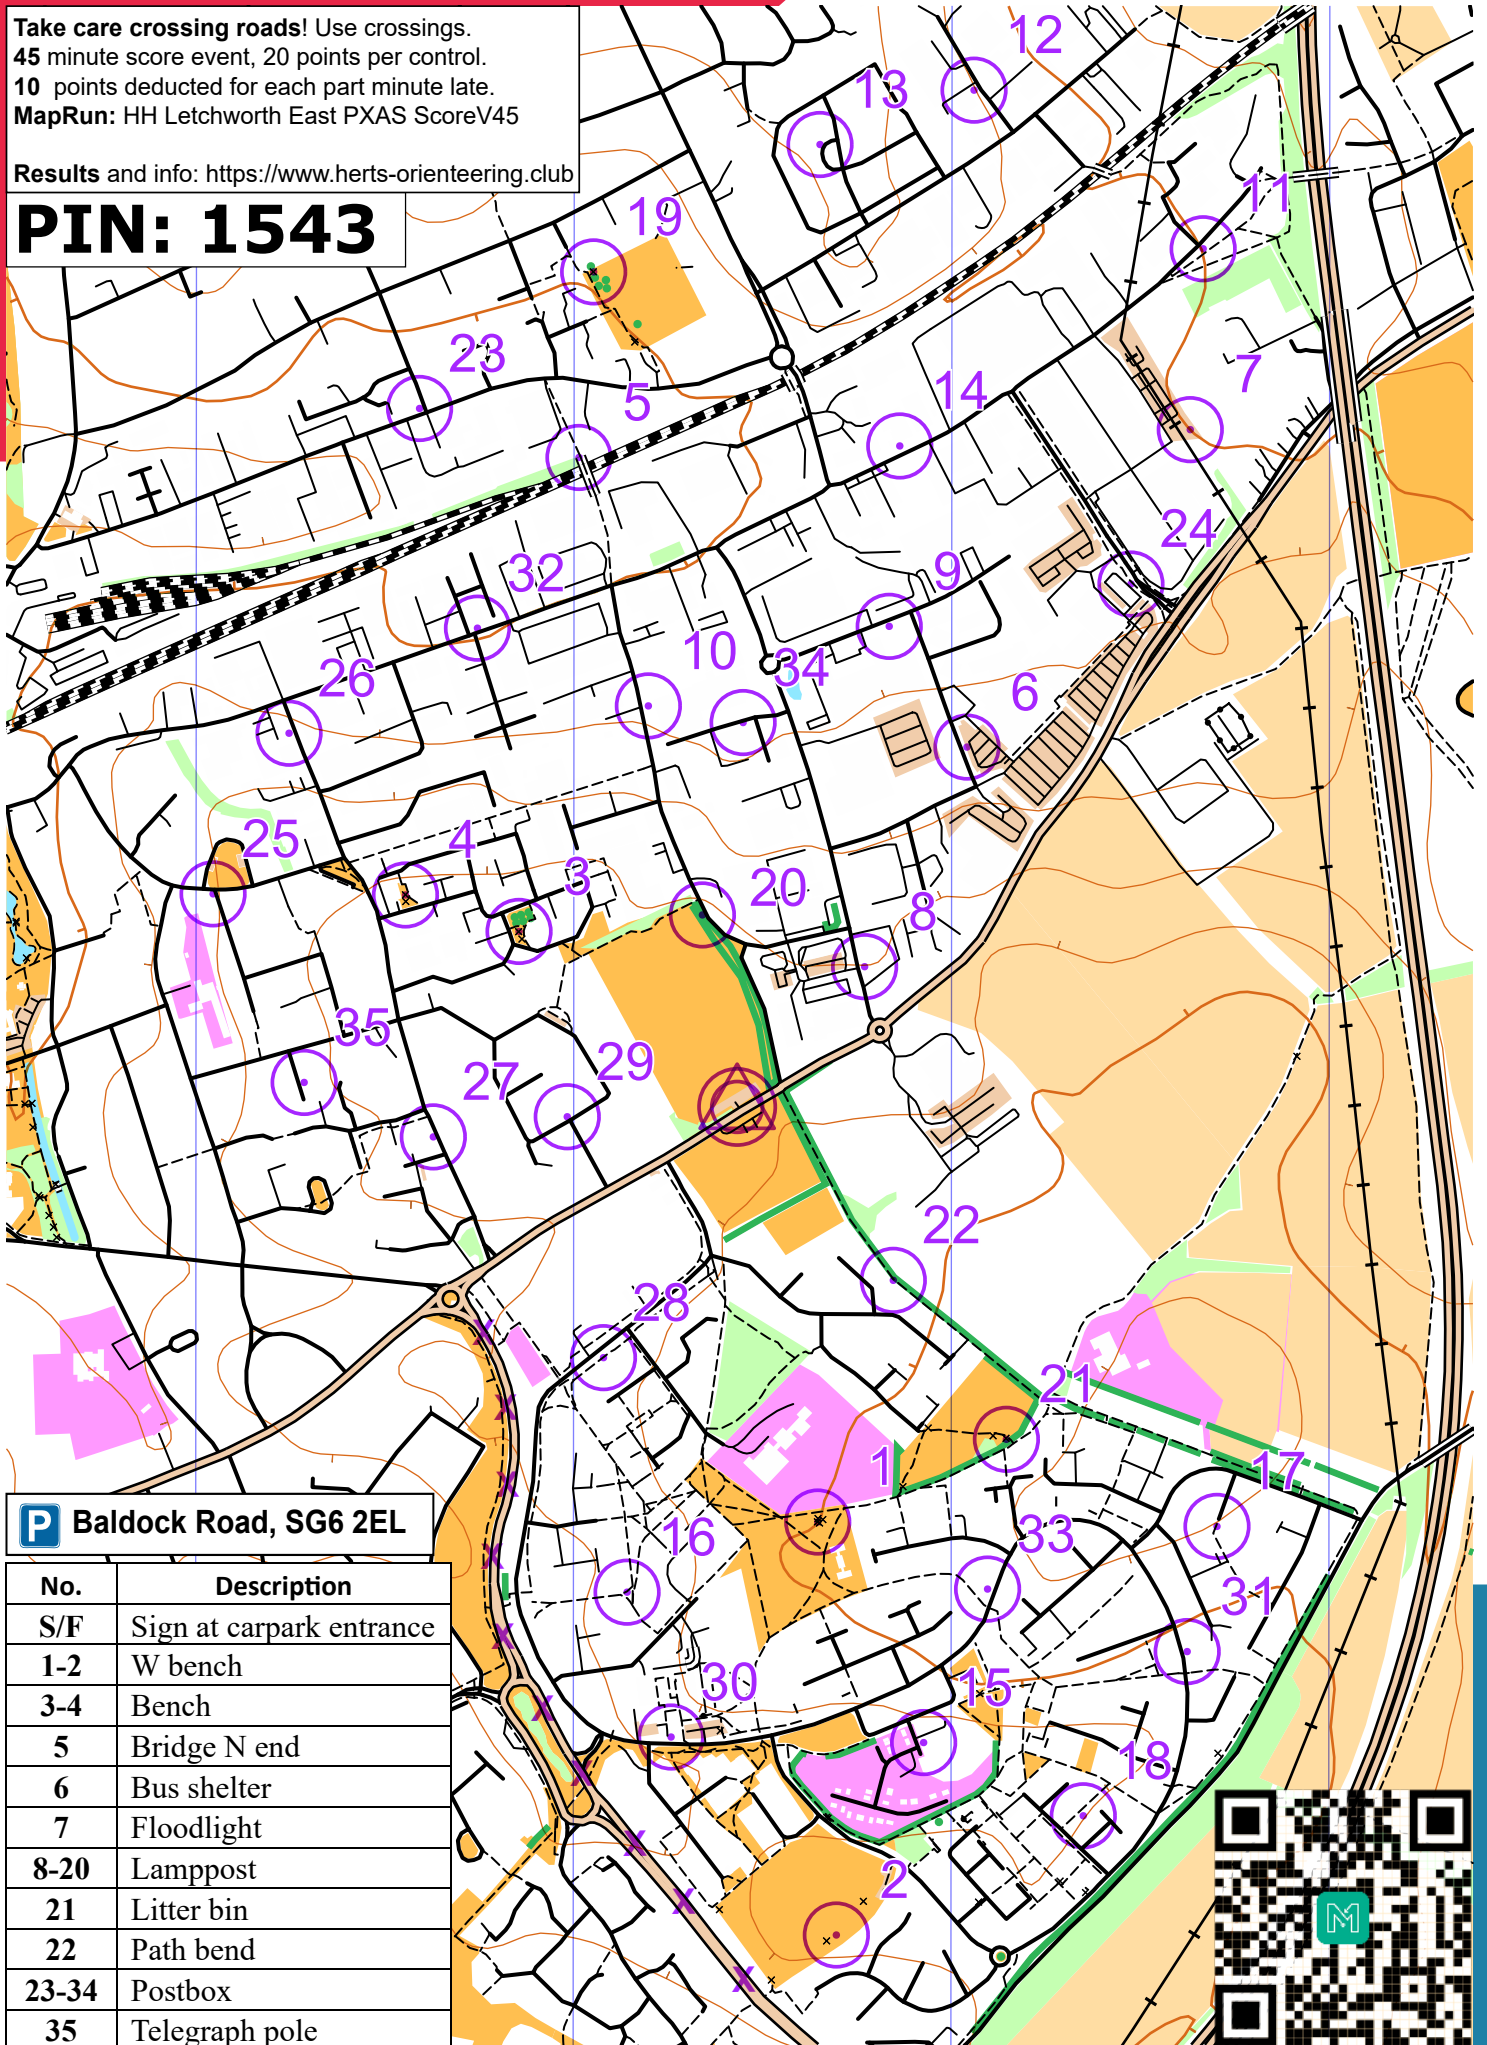 Take care crossing roads! Use crossings.
45 minute score event, 20 points per control.
10 points deducted for each part minute late.
MapRun: HH Letchworth East PXAS ScoreV45
Results and info: https://www.herts-orienteering.club
PIN: 1543
12
13
11
19
23
5
14
7
24
32
9
10
34
26
6
25
4
3
20
8
35
27
29
22
28
21
1
17
16
33
31
30
15
18
2
X
X
X
X
X
X
X
X
X
X
P Baldock Road, SG6 2EL
No. Description
S/F Sign at carpark entrance
1-2 W bench
3-4 Bench
5 Bridge N end
6 Bus shelter
7 Floodlight
8-20 Lamppost
21 Litter bin
22 Path bend
23-34 Postbox
35 Telegraph pole
M